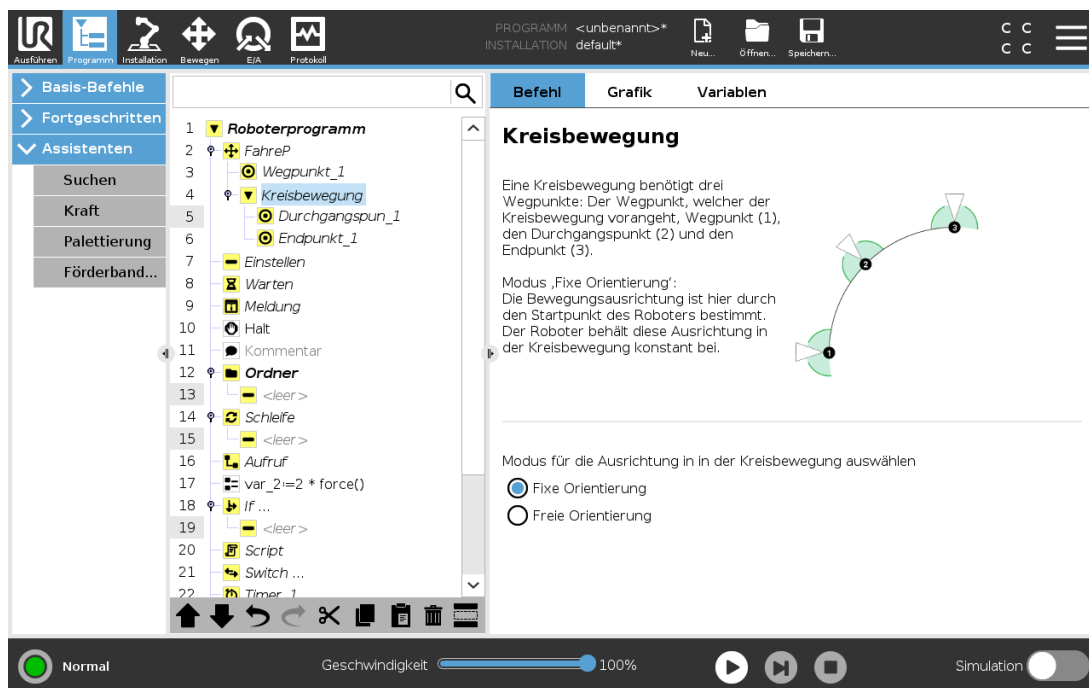 PROGRAMM <unbenannt>*
INSTALLATION default*
UR
Ausführen
Programm
Installation
Bewegen
E/A
Protokoll
Neu...
Öffnen...
Speichern...
C C
C C
Basis-Befehle
Fortgeschritten
Assistenten
Suchen
Kraft
Palettierung
Förderband...
1 Roboterprogramm
2 FahreP
3 Wegpunkt_1
4 Kreisbewegung
5 Durchgangspun_1
6 Endpunkt_1
7 Einstellen
8 Warten
9 Meldung
10 Halt
11 Kommentar
12 Ordner
13 <leer>
14 Schleife
15 <leer>
16 Aufruf
17 var_2:=2 * force()
18 If ...
19 <leer>
20 Script
21 Switch ...
22 Timer_1
Befehl
Grafik
Variablen
Kreisbewegung
Eine Kreisbewegung benötigt drei
Wegpunkte: Der Wegpunkt, welcher der
Kreisbewegung vorangeht, Wegpunkt (1),
den Durchgangspunkt (2) und den
Endpunkt (3).
Modus ‚Fixe Orientierung‘:
Die Bewegungsausrichtung ist hier durch
den Startpunkt des Roboters bestimmt.
Der Roboter behält diese Ausrichtung in
der Kreisbewegung konstant bei.
3
2
1
Modus für die Ausrichtung in in der Kreisbewegung auswählen
Fixe Orientierung
Freie Orientierung
Normal
Geschwindigkeit
100%
Simulation